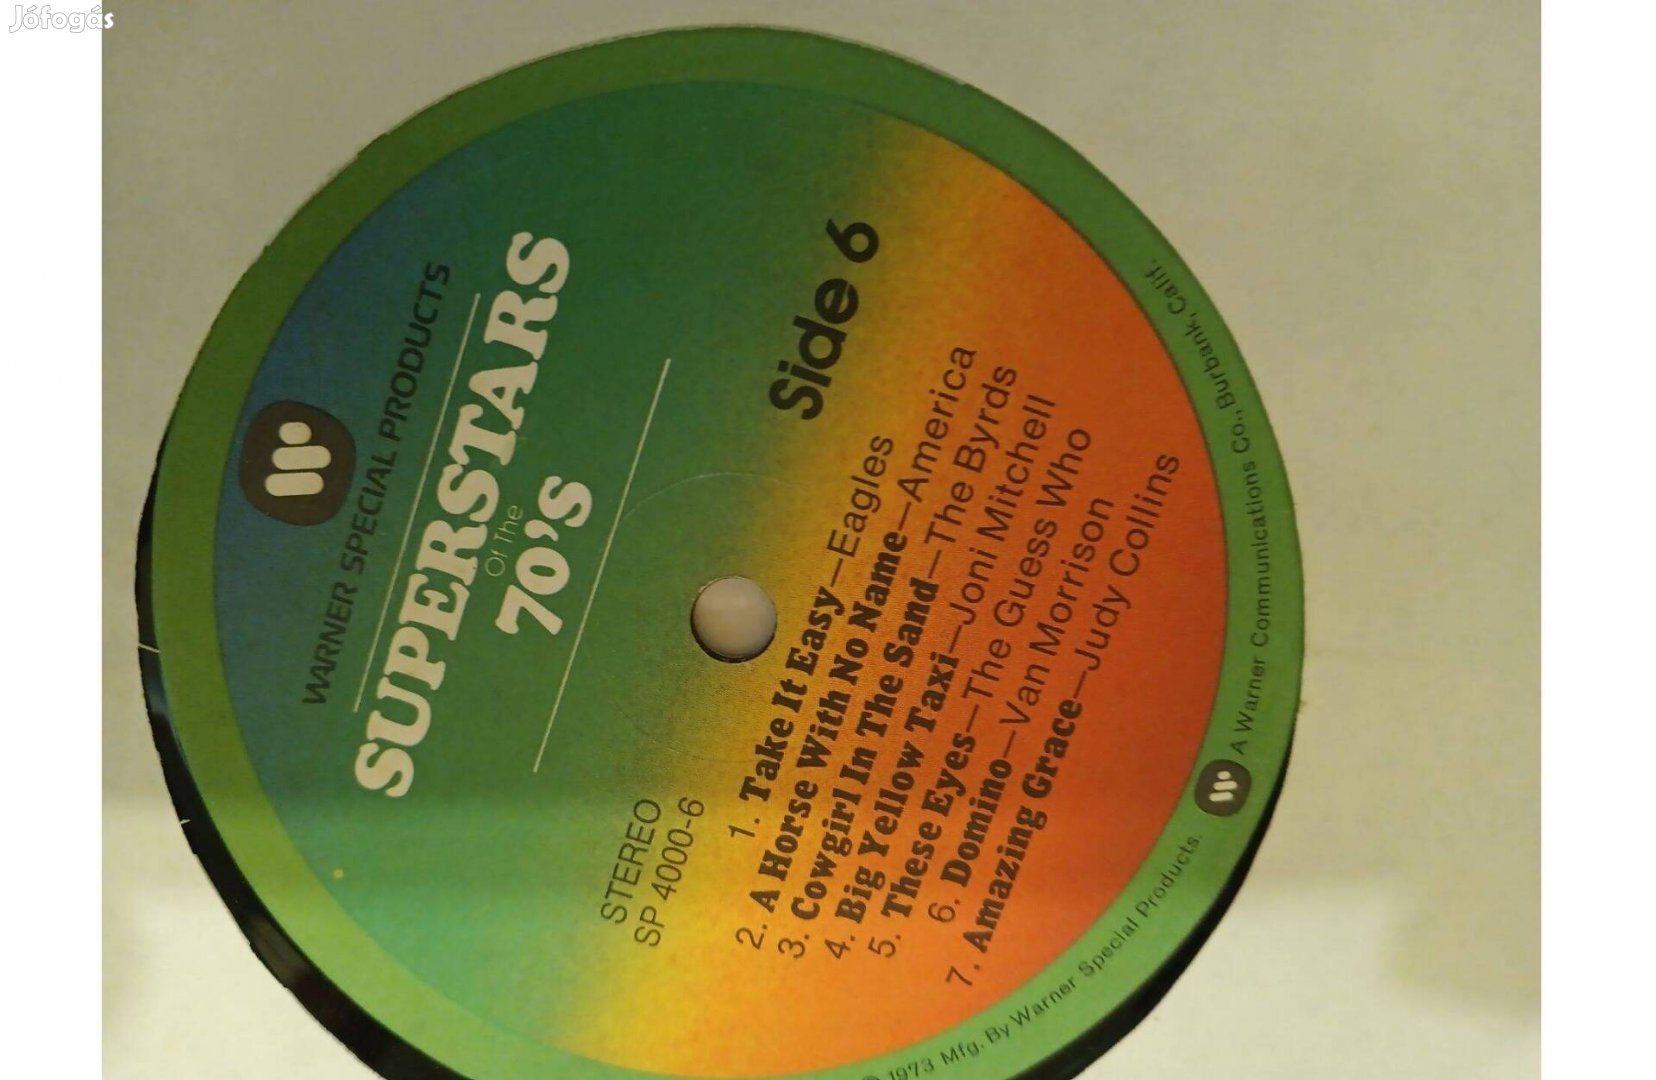 Jófogás
WARNER SPECIAL PRODUCTS
SUPERSTARS
Of The
70'S
Side 6
STEREO
SP 4000-6
1. Take It Easy—Eagles
2. A Horse With No Name—America
3. Cowgirl In The Sand—The Byrds
4. Big Yellow Taxi—Joni Mitchell
5. These Eyes—The Guess Who
6. Domino—Van Morrison
7. Amazing Grace—Judy Collins
© 1973 Mfg. By Warner Special Products. A Warner Communications Co., Burbank, Calif.